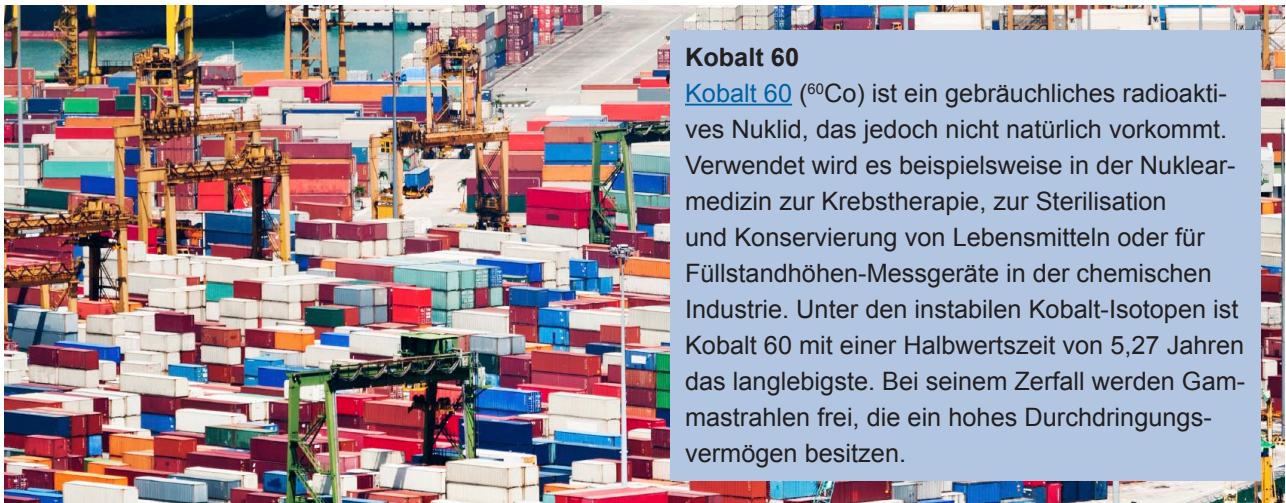 Kobalt 60
Kobalt 60 (⁶⁰Co) ist ein gebräuchliches radioakti-
ves Nuklid, das jedoch nicht natürlich vorkommt.
Verwendet wird es beispielsweise in der Nuklear-
medizin zur Krebstherapie, zur Sterilisation
und Konservierung von Lebensmitteln oder für
Füllstandhöhen-Messgeräte in der chemischen
Industrie. Unter den instabilen Kobalt-Isotopen ist
Kobalt 60 mit einer Halbwertszeit von 5,27 Jahren
das langlebigste. Bei seinem Zerfall werden Gam-
mastrahlen frei, die ein hohes Durchdringungs-
vermögen besitzen.